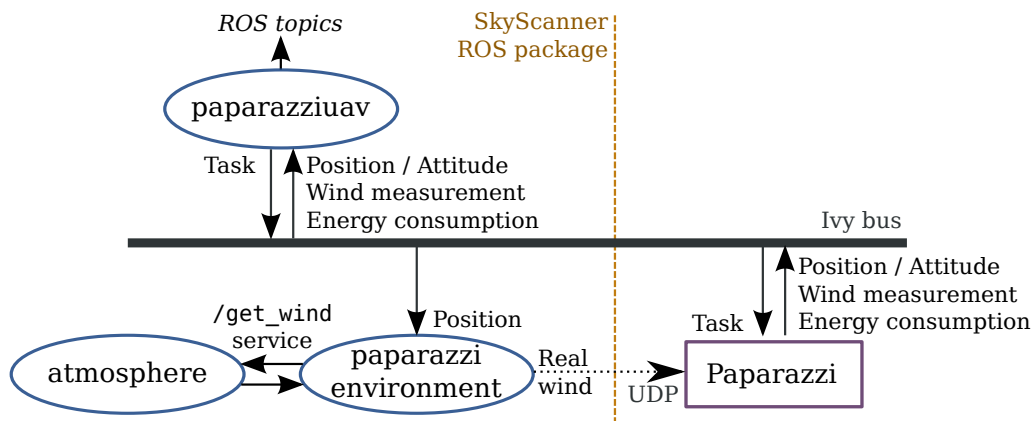 ROS topics
SkyScanner
ROS package
paparazziuav
Task
Position / Attitude
Wind measurement
Energy consumption
Ivy bus
Position / Attitude
Wind measurement
Energy consumption
Task
/get_wind
service
Position
atmosphere
paparazzi
environment
Real
wind
UDP
Paparazzi